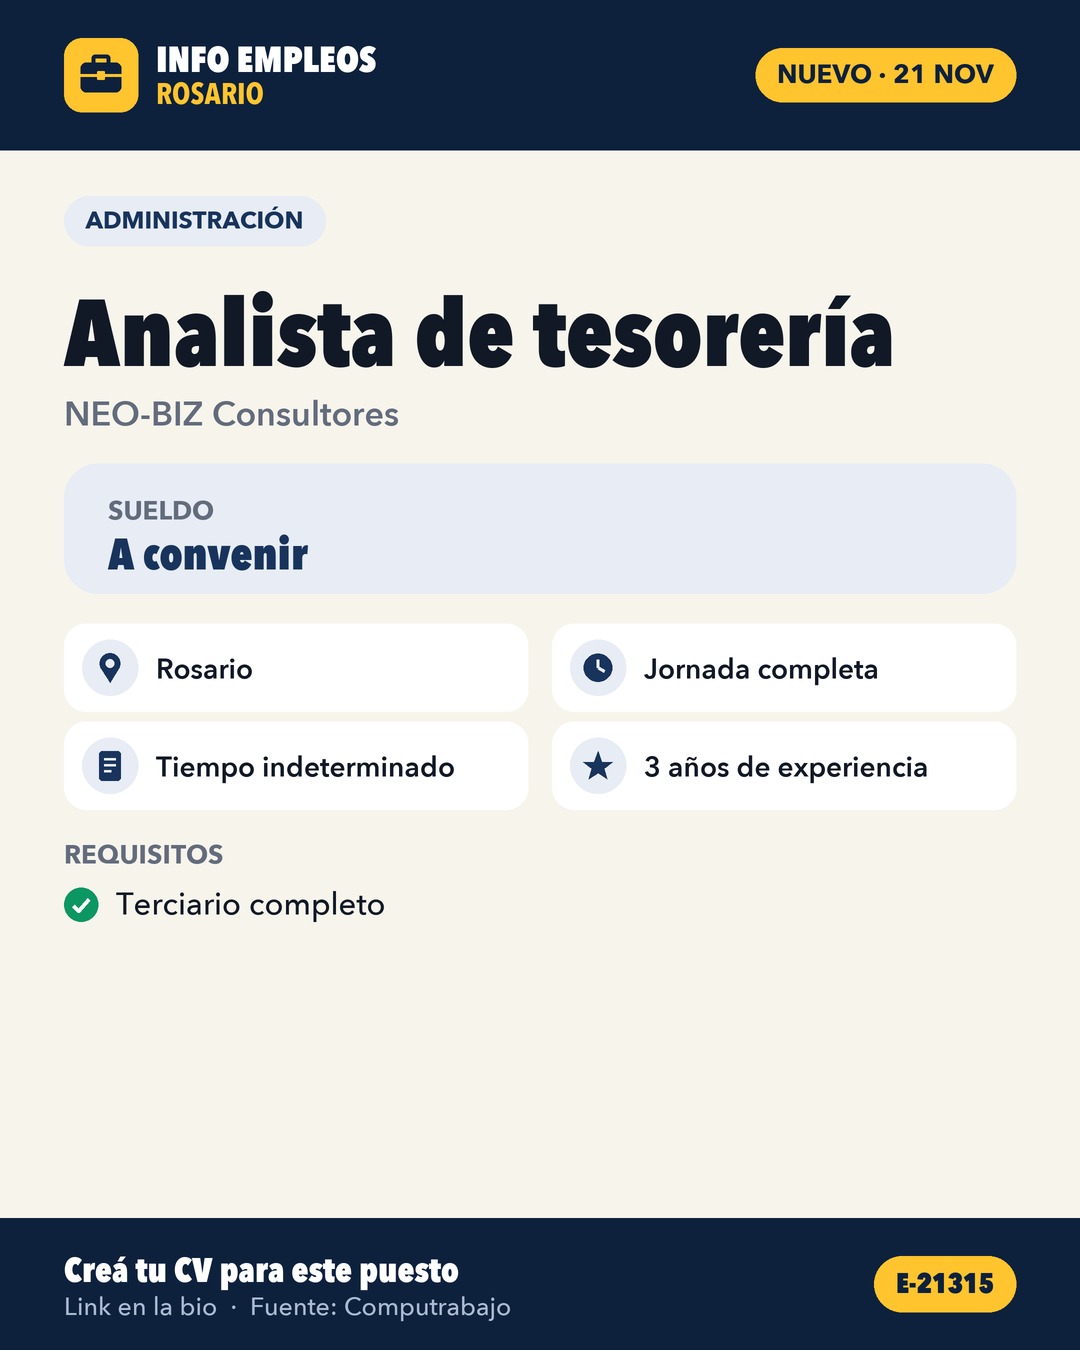 INFO EMPLEOS
ROSARIO
NUEVO · 21 NOV
ADMINISTRACIÓN
Analista de tesorería
NEO-BIZ Consultores
SUELDO
A convenir
Rosario
Jornada completa
Tiempo indeterminado
3 años de experiencia
REQUISITOS
Terciario completo
Creá tu CV para este puesto
Link en la bio · Fuente: Computrabajo
E-21315